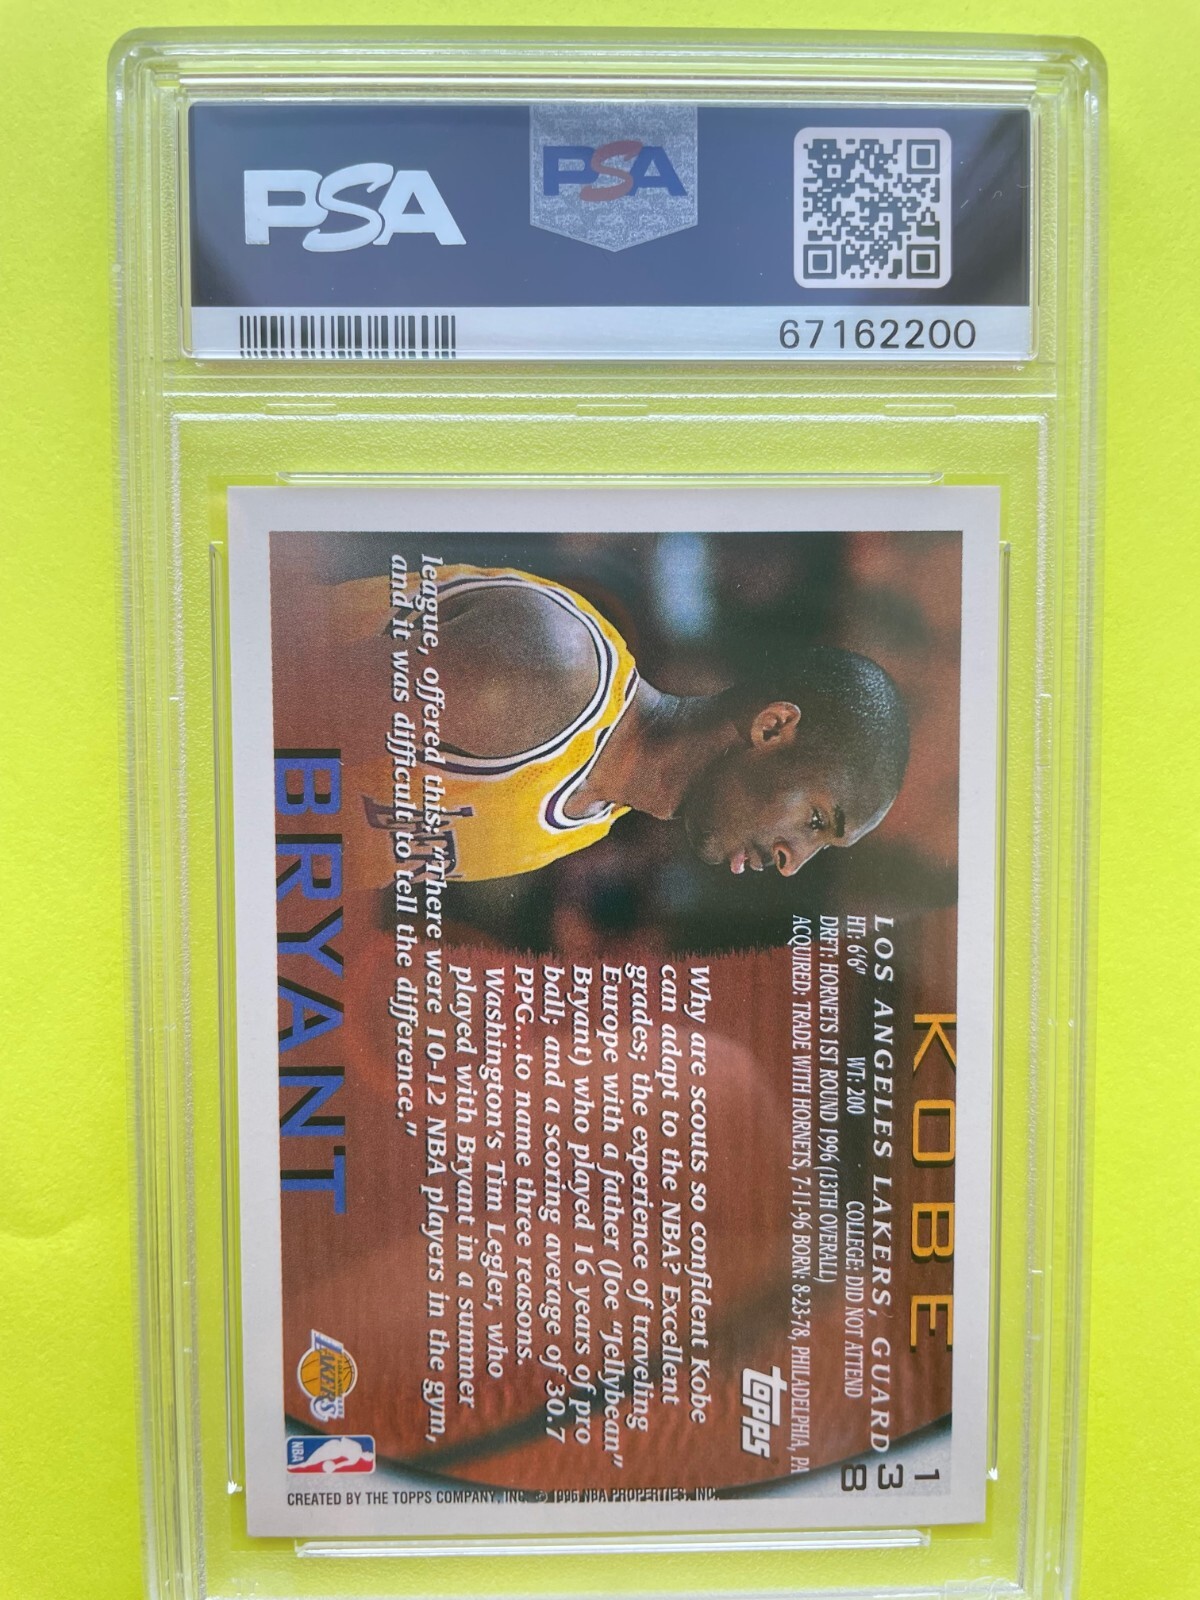 PSA
PSA
67162200
KOBE
138
LOS ANGELES LAKERS, GUARD
HT: 6'6" WT: 200 COLLEGE: DID NOT ATTEND
DRFT: HORNETS 1ST ROUND 1996 (13TH OVERALL)
ACQUIRED: TRADE WITH HORNETS, 7-11-96 BORN: 8-23-78, PHILADELPHIA, PA
topps
Why are scouts so confident Kobe
can adapt to the NBA? Excellent
grades; the experience of traveling
Europe with a father (Joe "Jellybean"
Bryant) who played 16 years of pro
ball; and a scoring average of 30.7
PPG...to name three reasons.
Washington's Tim Legler, who
played with Bryant in a summer
league, offered this: "There were 10-12 NBA players in the gym,
and it was difficult to tell the difference."
BRYANT
LOS ANGELES
LAKERS
NBA
CREATED BY THE TOPPS COMPANY, INC. © 1996 NBA PROPERTIES, INC.